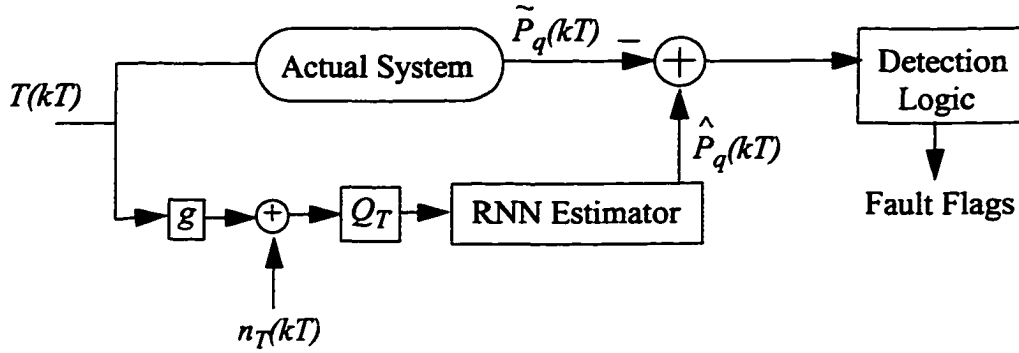 P̃q(kT) −
Actual System
+
Detection
Logic
T(kT)
P̂q(kT)
g
+
QT
RNN Estimator
Fault Flags
nT(kT)